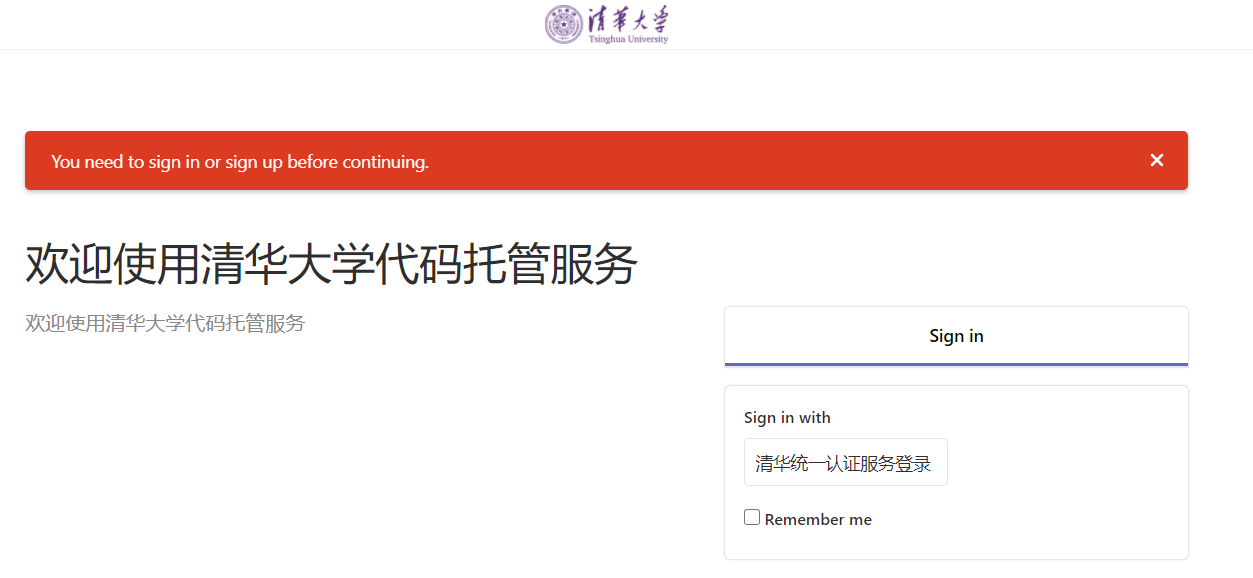 清华大学
Tsinghua University
You need to sign in or sign up before continuing.
欢迎使用清华大学代码托管服务
欢迎使用清华大学代码托管服务
Sign in
Sign in with
清华统一认证服务登录
Remember me